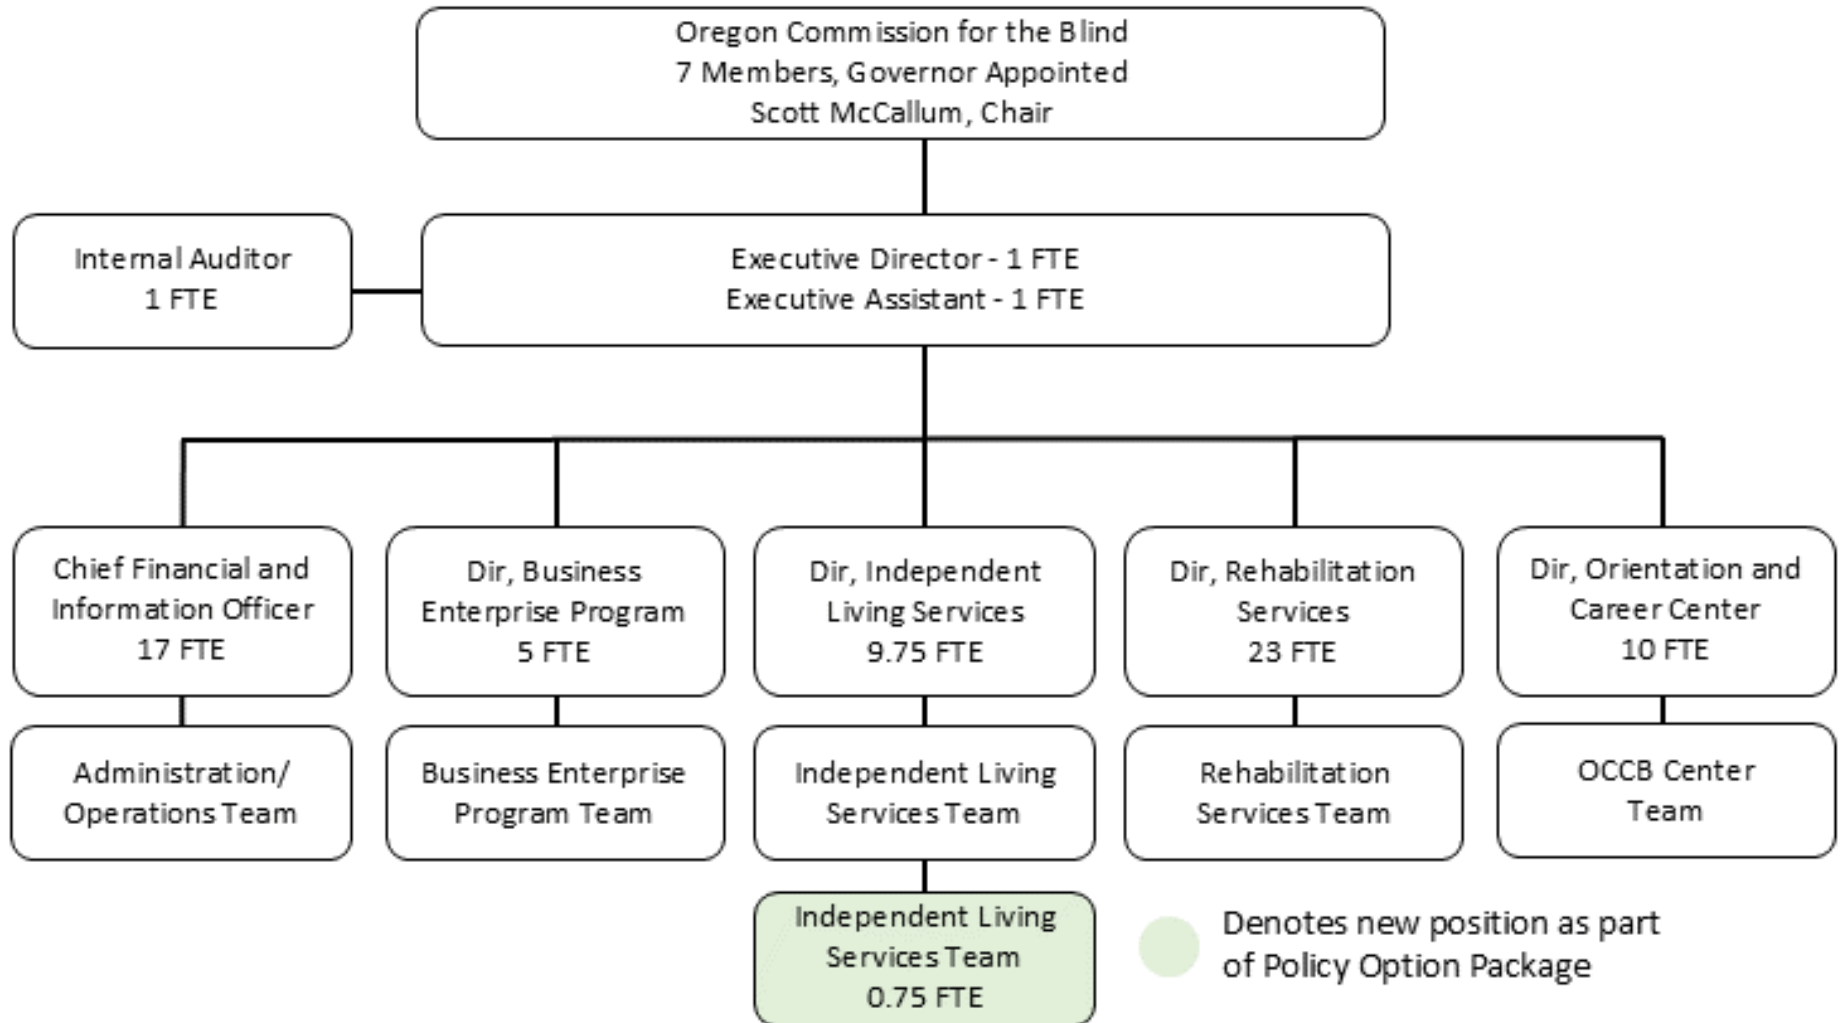 Oregon Commission for the Blind
7 Members, Governor Appointed
Scott McCallum, Chair
Internal Auditor
1 FTE
Executive Director - 1 FTE
Executive Assistant - 1 FTE
Chief Financial and
Information Officer
17 FTE
Dir, Business
Enterprise Program
5 FTE
Dir, Independent
Living Services
9.75 FTE
Dir, Rehabilitation
Services
23 FTE
Dir, Orientation and
Career Center
10 FTE
Administration/
Operations Team
Business Enterprise
Program Team
Independent Living
Services Team
Rehabilitation
Services Team
OCCB Center
Team
Independent Living
Services Team
0.75 FTE
Denotes new position as part
of Policy Option Package